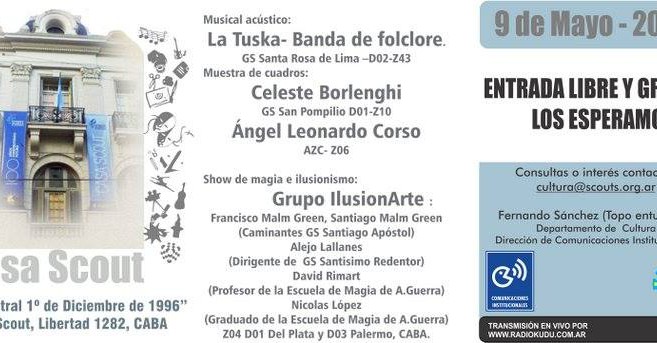 Musical acústico:
La Tuska- Banda de folclore.
GS Santa Rosa de Lima –D02-Z43
Muestra de cuadros:
Celeste Borlenghi
GS San Pompilio D01-Z10
Ángel Leonardo Corso
AZC- Z06
Show de magia e ilusionismo:
Grupo IlusionArte :
Francisco Malm Green, Santiago Malm Green
(Caminantes GS Santiago Apóstol)
Alejo Lallanes
(Dirigente de GS Santisimo Redentor)
David Rimart
(Profesor de la Escuela de Magia de A.Guerra)
Nicolas López
(Graduado de la Escuela de Magia de A.Guerra)
Z04 D01 Del Plata y D03 Palermo, CABA.
sa Scout
tral 1º de Diciembre de 1996”
Scout, Libertad 1282, CABA
CASA SCOUT
100
9 de Mayo - 20
ENTRADA LIBRE Y GR
LOS ESPERAMO
Consultas o interés contac
cultura@scouts.org.ar
Fernando Sánchez (Topo entu
Departamento de Cultura
Dirección de Comunicaciones Institu
COMUNICACIONES
INSTITUCIONALES
TRANSMISIÓN EN VIVO POR
WWW.RADIOKUDU.COM.AR